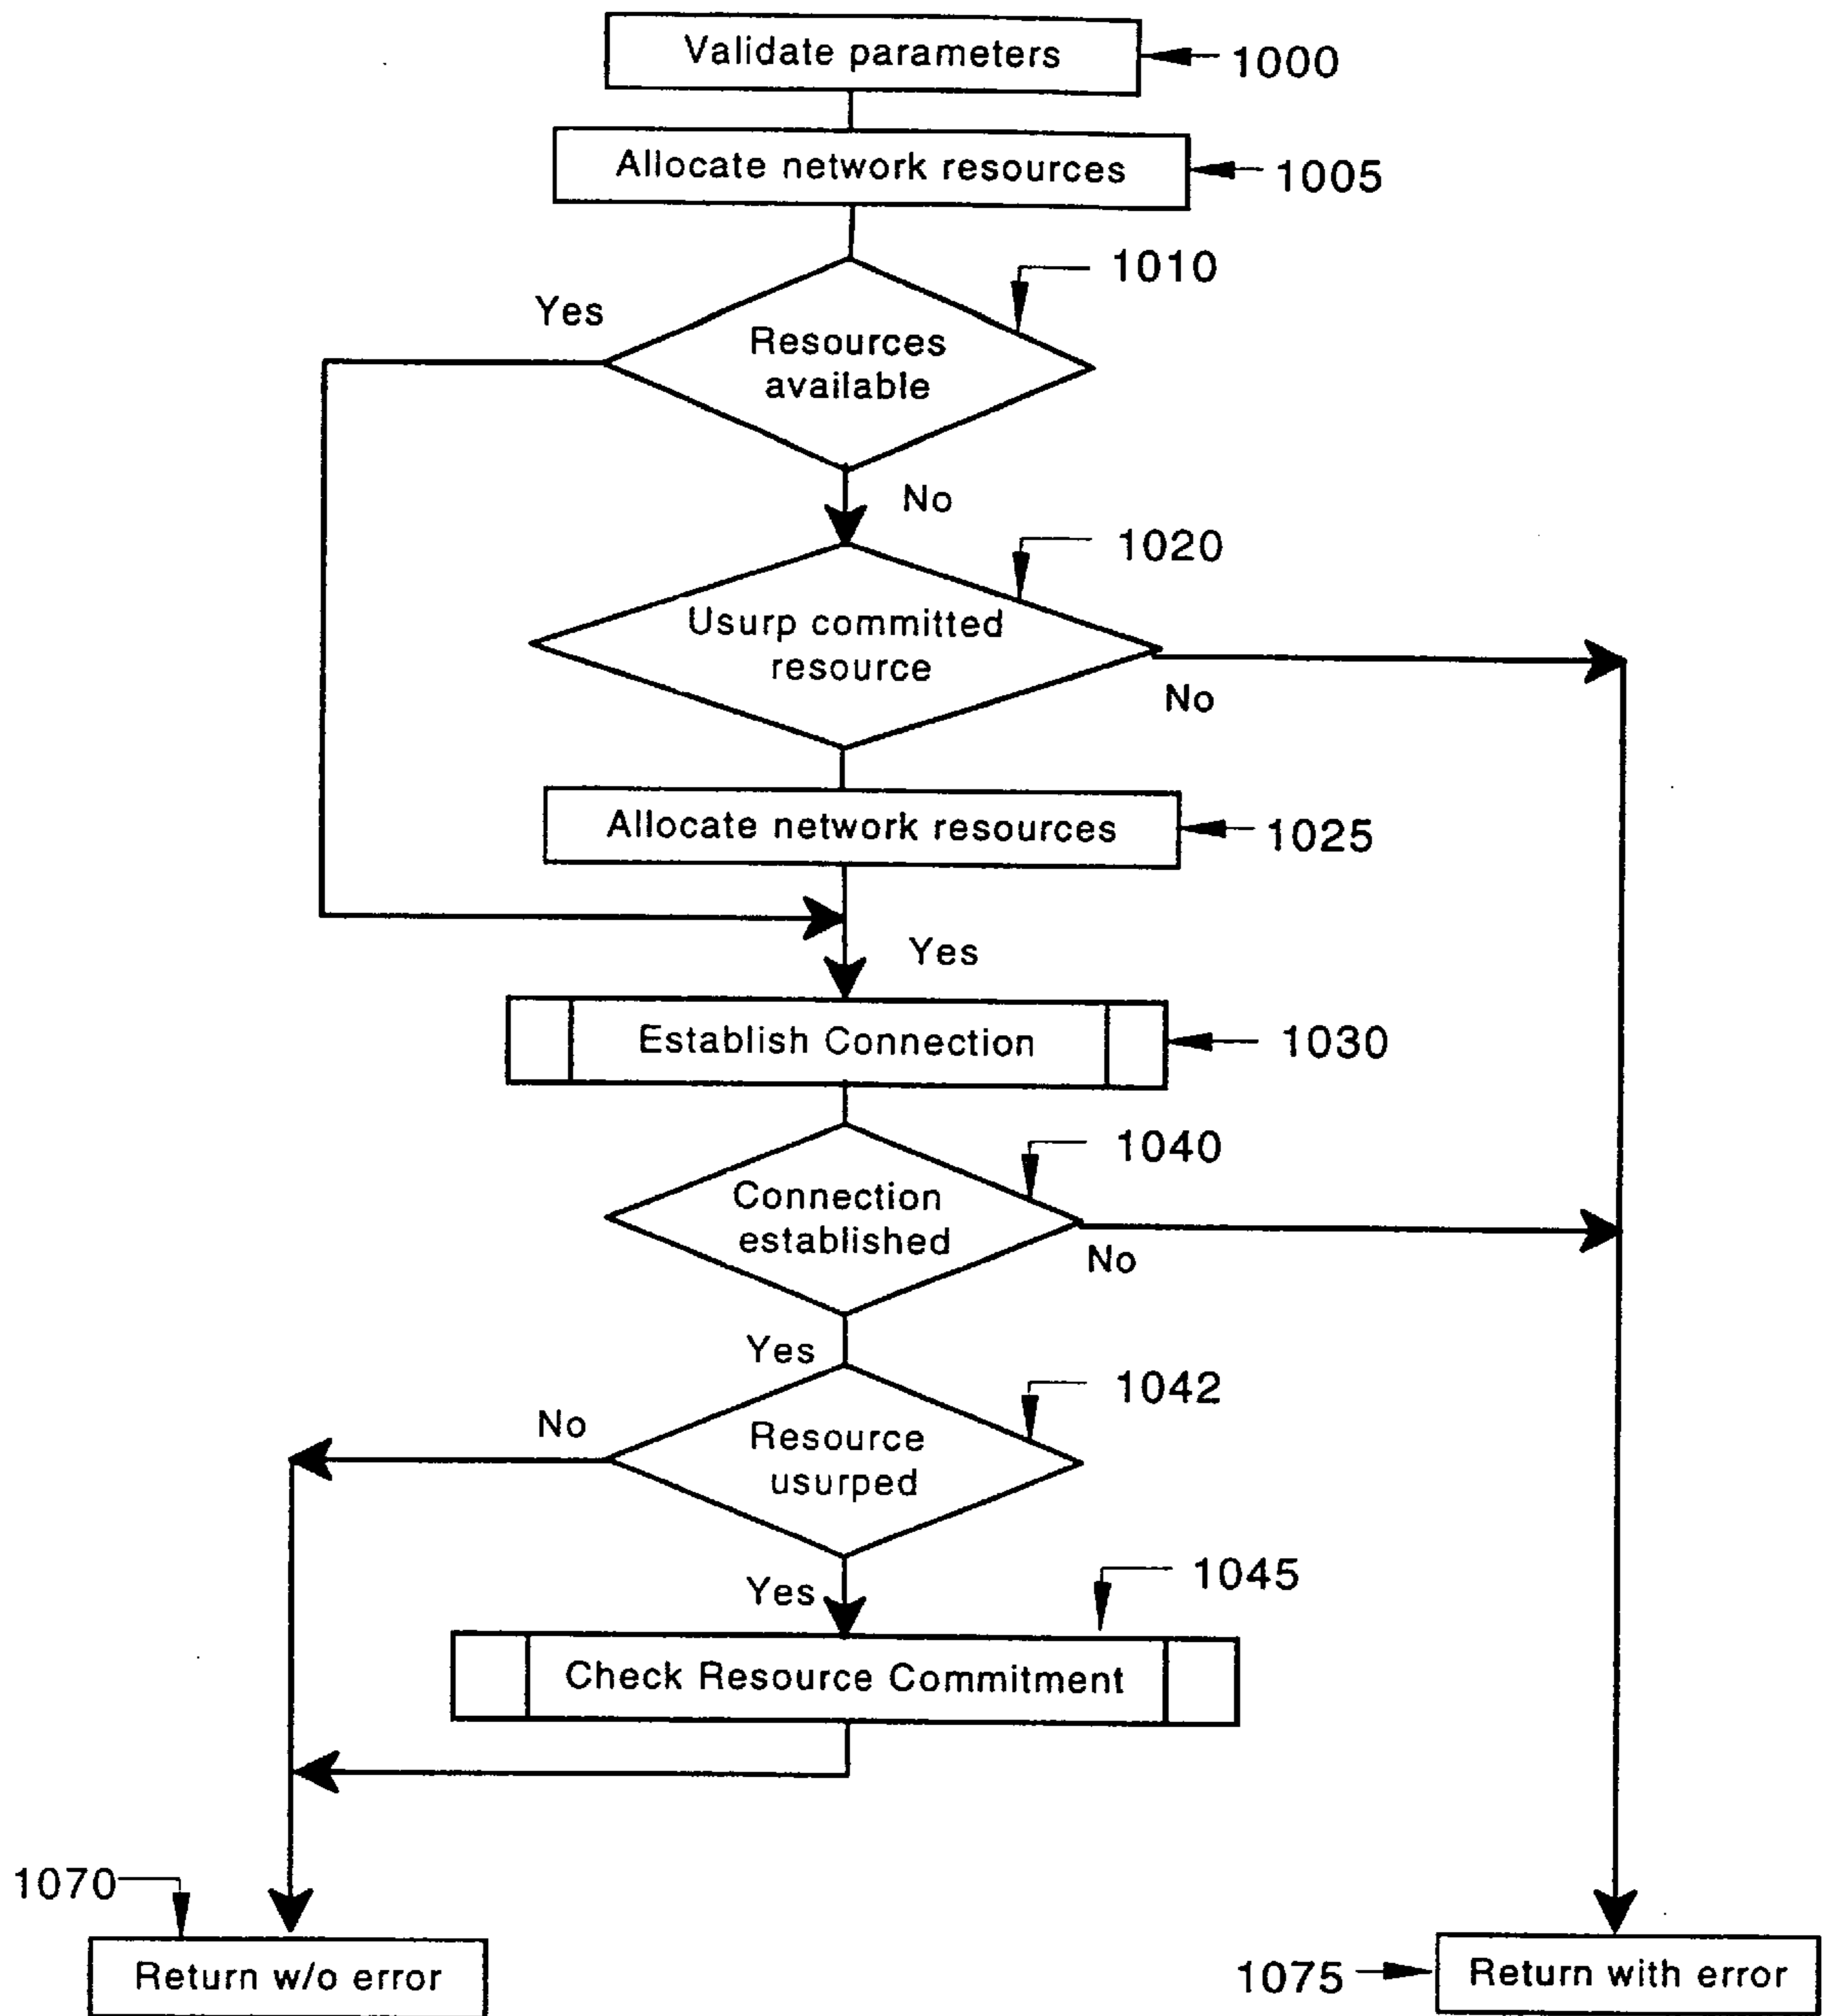 Validate parameters
1000
Allocate network resources
1005
1010
Yes
Resources
available
No
1020
Usurp committed
resource
No
Allocate network resources
1025
Yes
Establish Connection
1030
1040
Connection
established
No
Yes
1042
No
Resource
usurped
1045
Yes
Check Resource Commitment
1070
Return w/o error
1075
Return with error